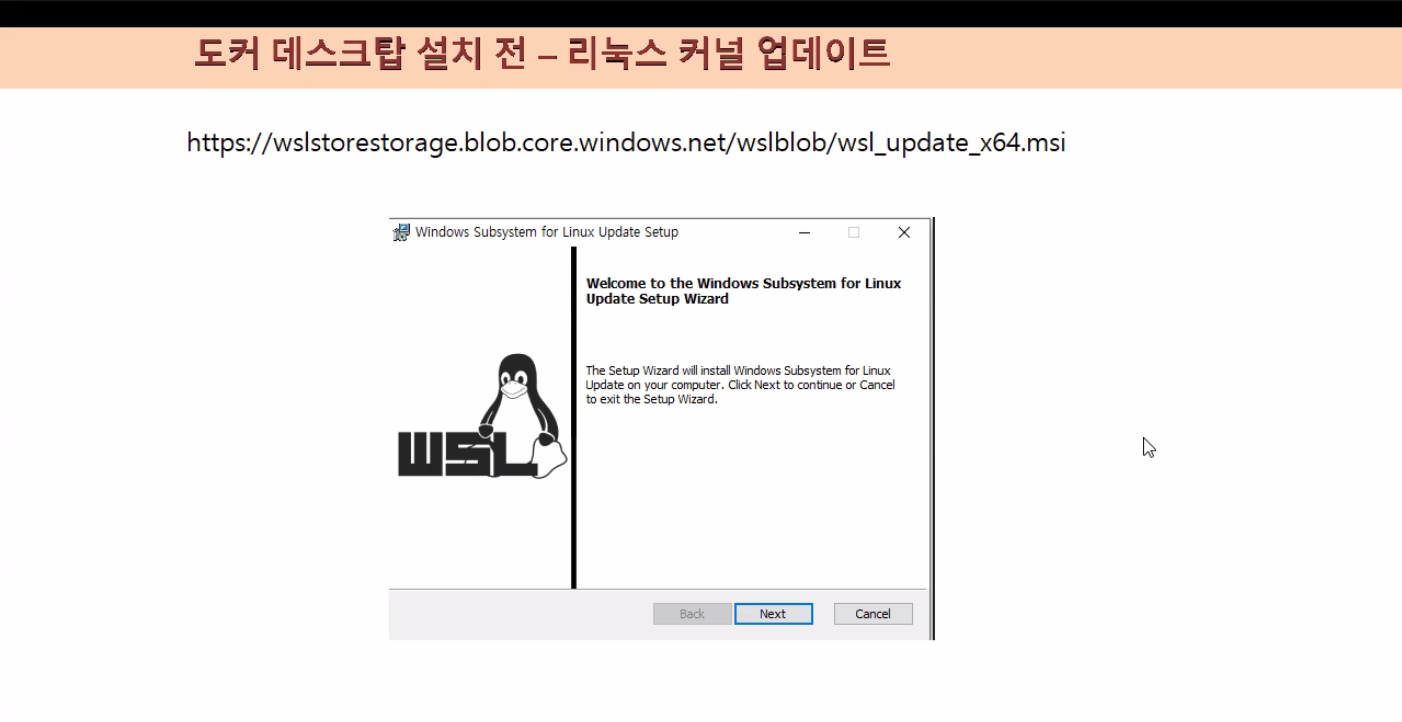 도커 데스크탑 설치 전 – 리눅스 커널 업데이트
https://wslstorestorage.blob.core.windows.net/wslblob/wsl_update_x64.msi
Windows Subsystem for Linux Update Setup
Welcome to the Windows Subsystem for Linux
Update Setup Wizard
The Setup Wizard will install Windows Subsystem for Linux
Update on your computer. Click Next to continue or Cancel
to exit the Setup Wizard.
WSL
Back Next Cancel